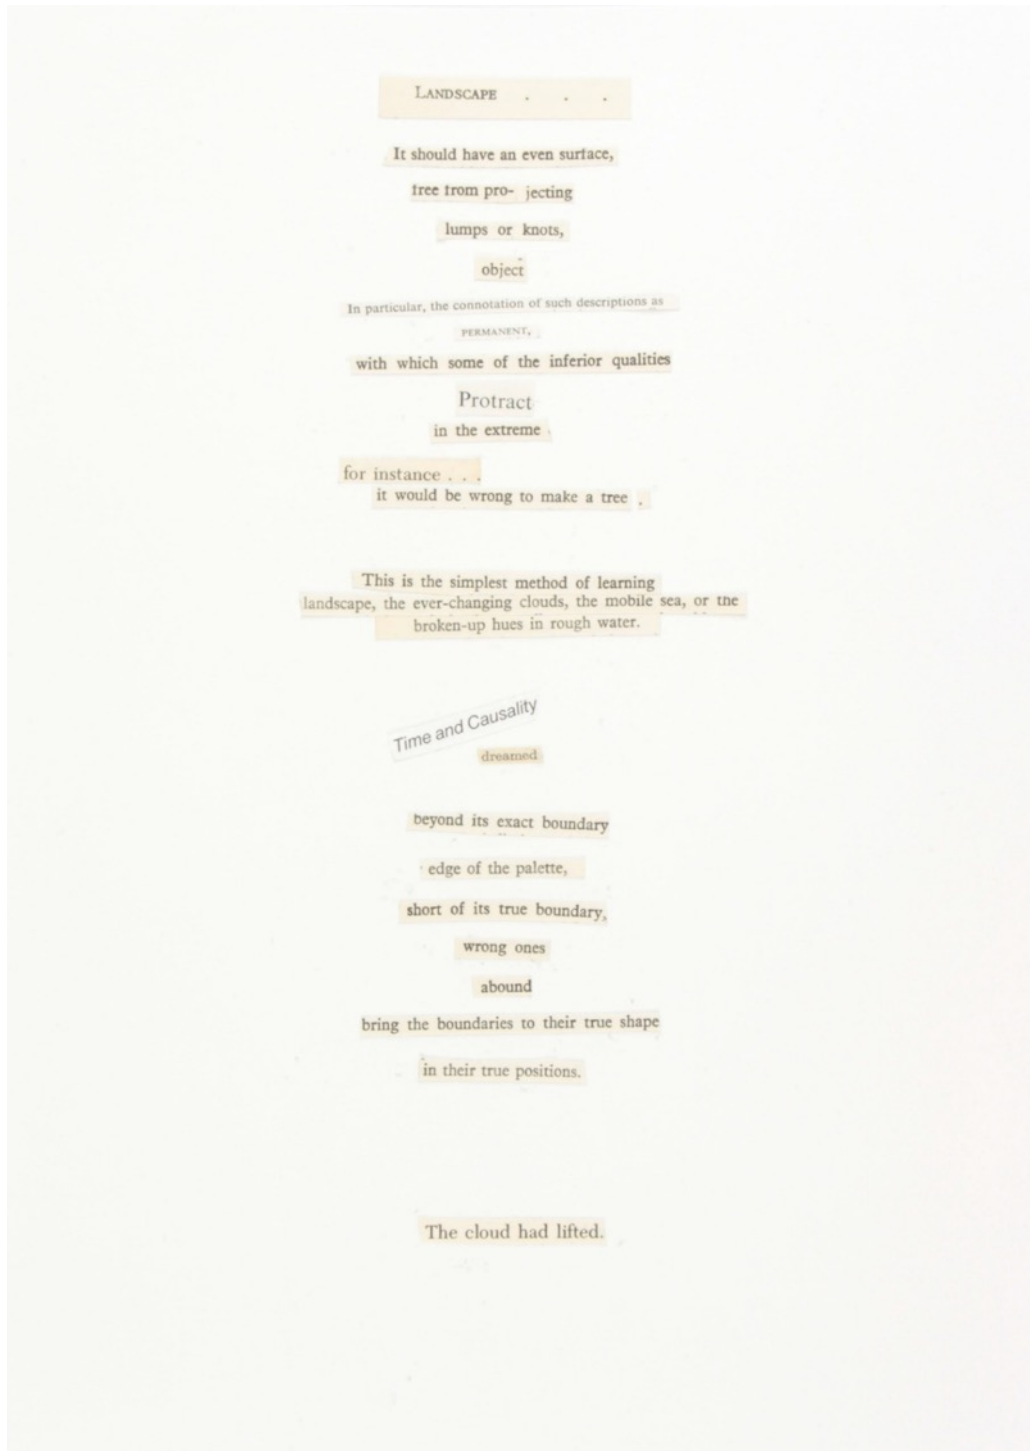 LANDSCAPE . . .
It should have an even surface,
free from pro- jecting
lumps or knots,
object
In particular, the connotation of such descriptions as
PERMANENT,
with which some of the inferior qualities
Protract
in the extreme
for instance . . .
it would be wrong to make a tree .
This is the simplest method of learning
landscape, the ever-changing clouds, the mobile sea, or the
broken-up hues in rough water.
Time and Causality
dreamed
beyond its exact boundary
edge of the palette,
short of its true boundary,
wrong ones
abound
bring the boundaries to their true shape
in their true positions.
The cloud had lifted.